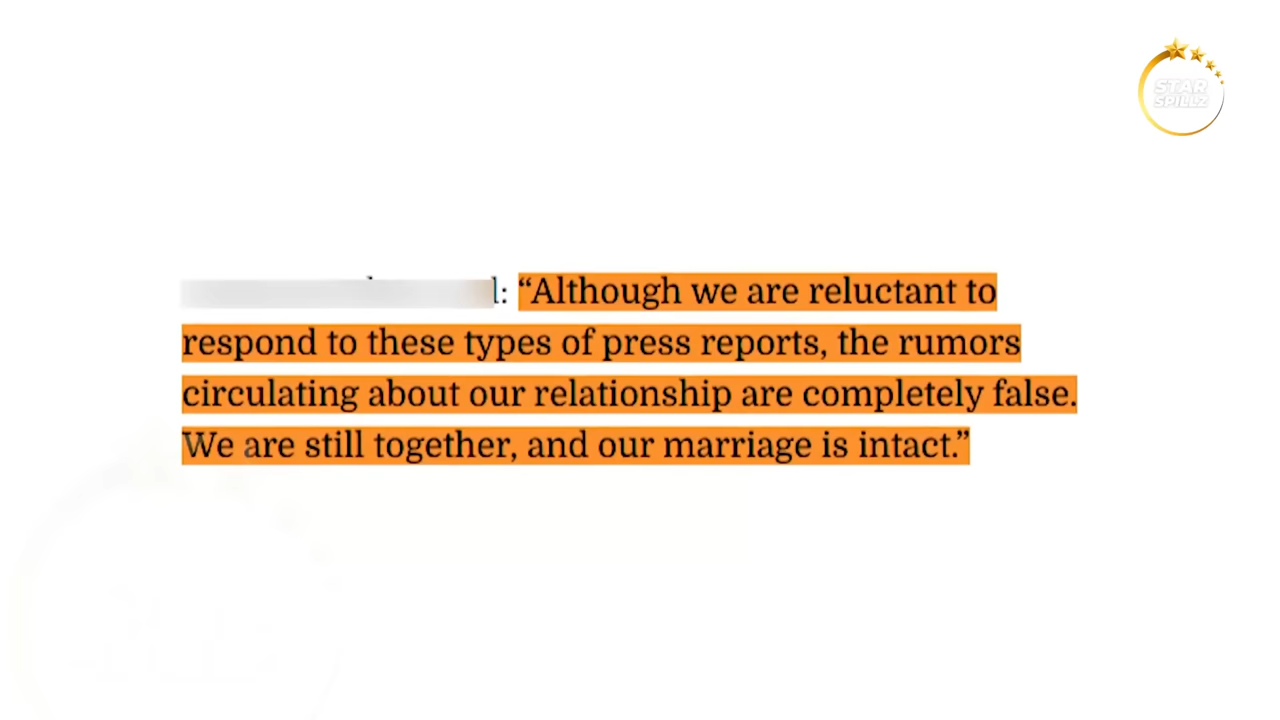 STAR
SPILLZ
l: “Although we are reluctant to
respond to these types of press reports, the rumors
circulating about our relationship are completely false.
We are still together, and our marriage is intact.”